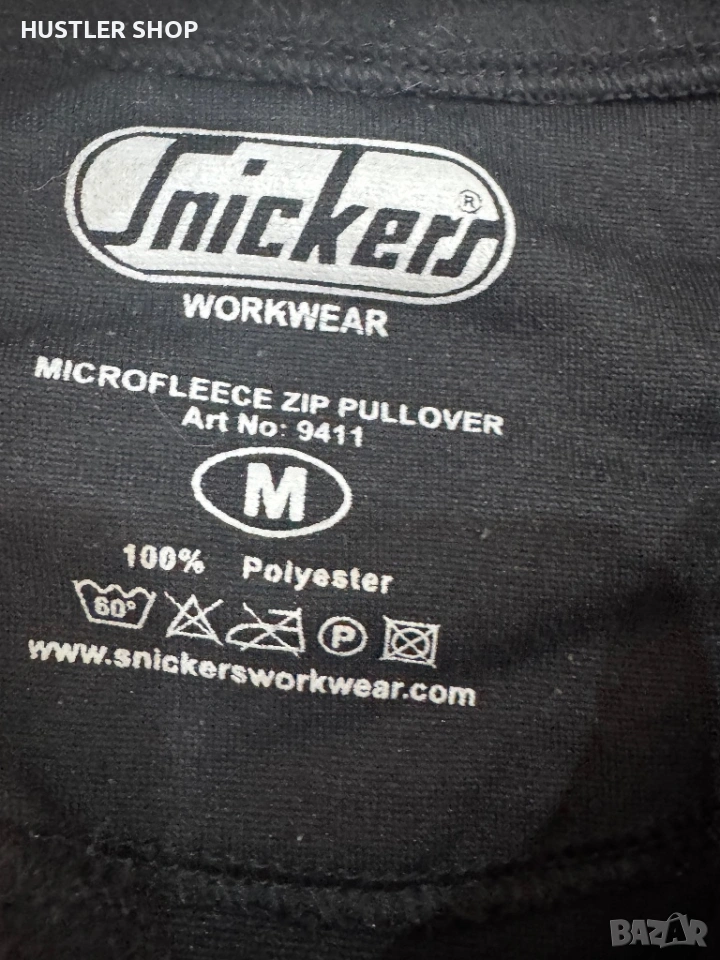 HUSTLER SHOP
Snickers ®
WORKWEAR
MICROFLEECE ZIP PULLOVER
Art No: 9411
M
100% Polyester
60° P
www.snickersworkwear.com
BAZAR